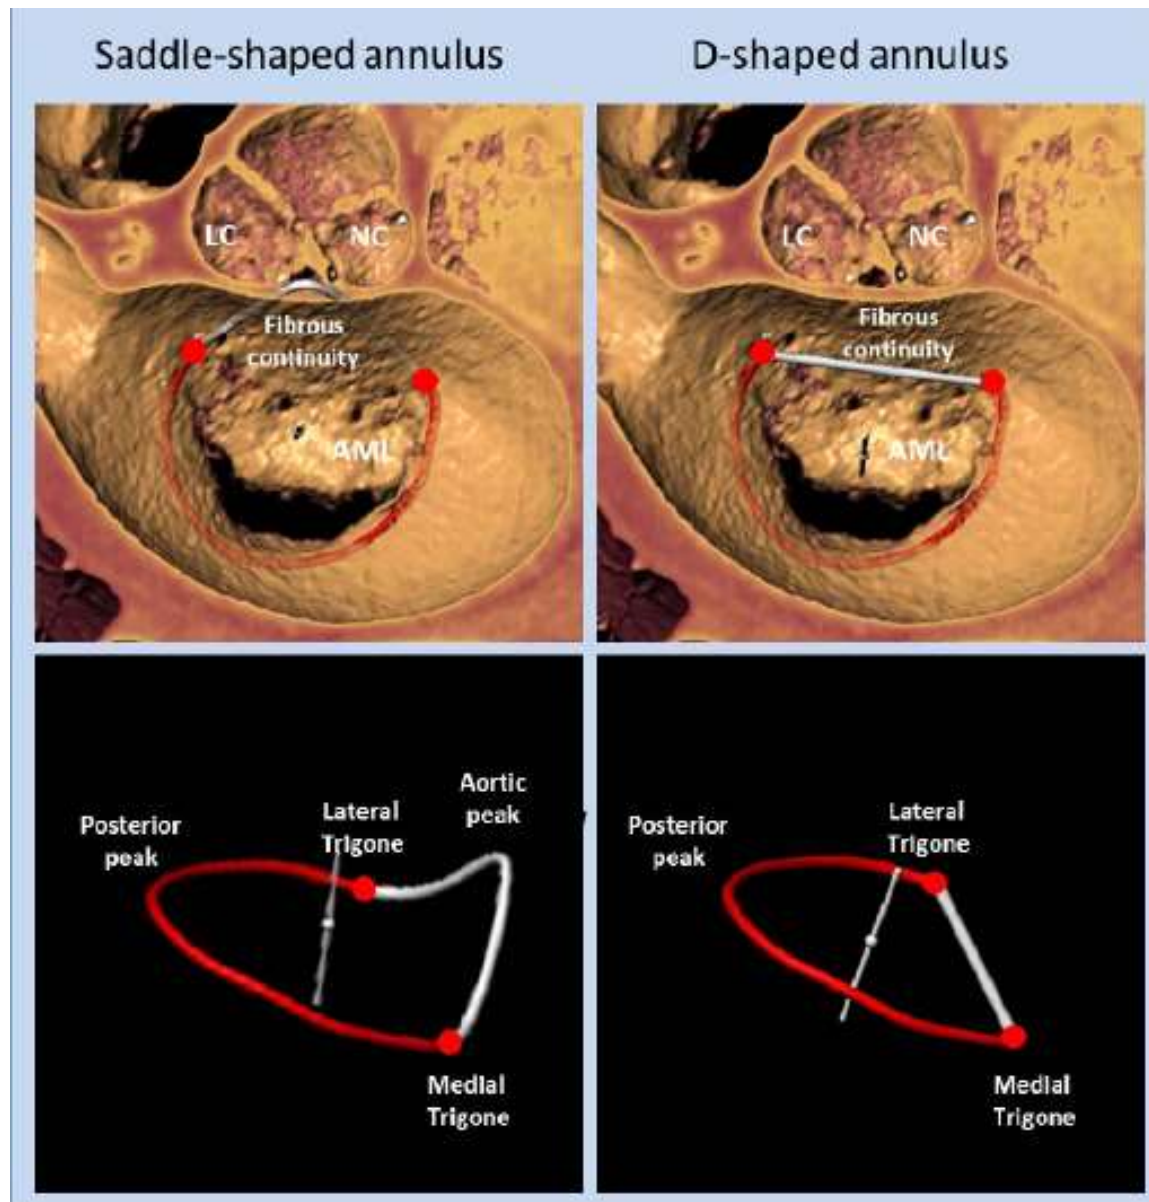 Saddle-shaped annulus
D-shaped annulus
LC
NC
Fibrous
continuity
AML
LC
NC
Fibrous
continuity
AML
Posterior
peak
Lateral
Trigone
Aortic
peak
Medial
Trigone
Posterior
peak
Lateral
Trigone
Medial
Trigone